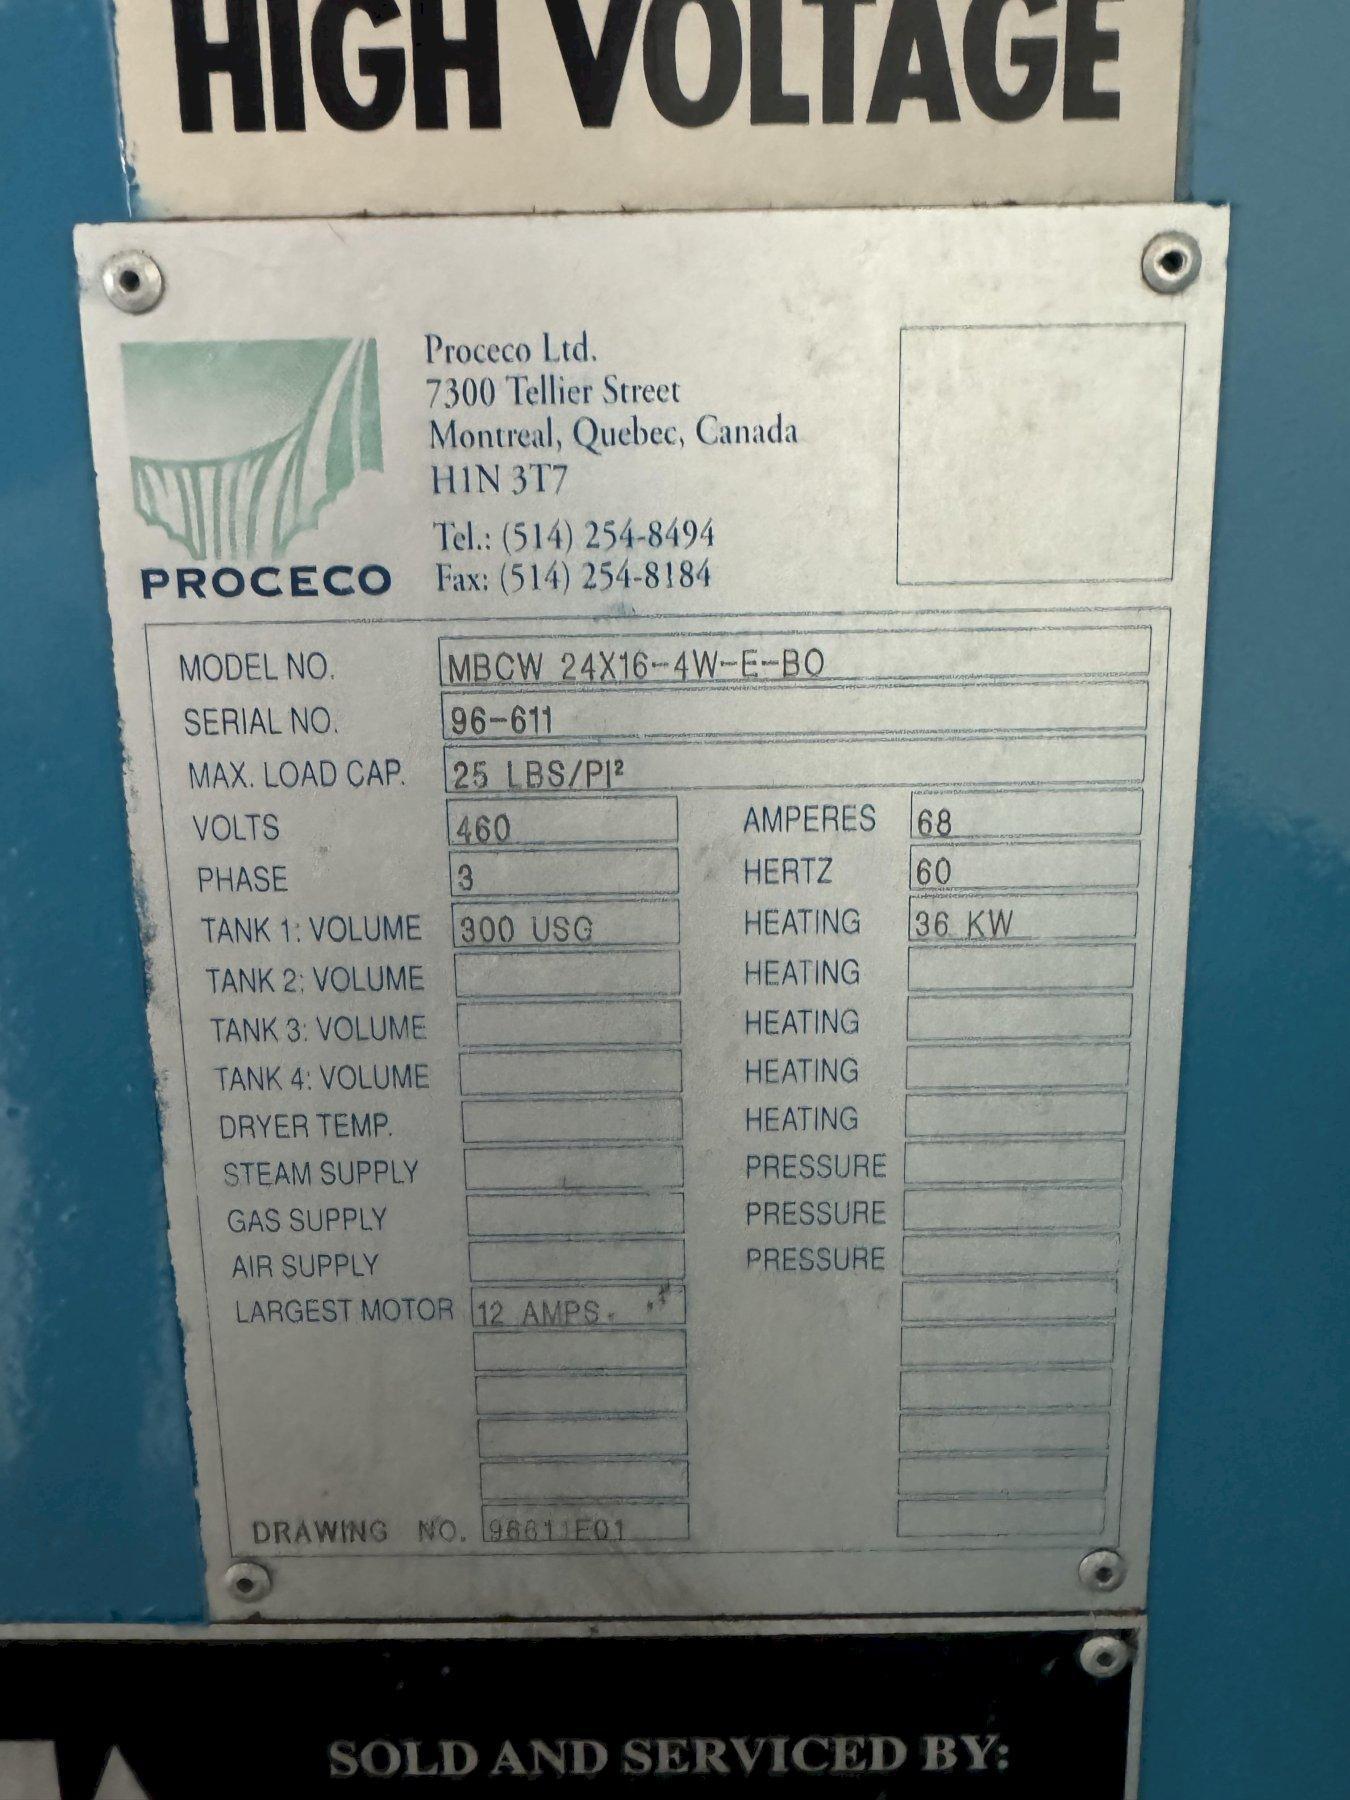 HIGH VOLTAGE
Proceco Ltd.
7300 Tellier Street
Montreal, Quebec, Canada
H1N 3T7
Tel.: (514) 254-8494
Fax: (514) 254-8184
PROCECO
MODEL NO. MBCW 24X16-4W-E-BO
SERIAL NO. 96-611
MAX. LOAD CAP. 25 LBS/PI²
VOLTS 460 AMPERES 68
PHASE 3 HERTZ 60
TANK 1: VOLUME 300 USG HEATING 36 KW
TANK 2: VOLUME HEATING
TANK 3: VOLUME HEATING
TANK 4: VOLUME HEATING
DRYER TEMP. HEATING
STEAM SUPPLY PRESSURE
GAS SUPPLY PRESSURE
AIR SUPPLY PRESSURE
LARGEST MOTOR 12 AMPS.
DRAWING NO. 96611E01
SOLD AND SERVICED BY: